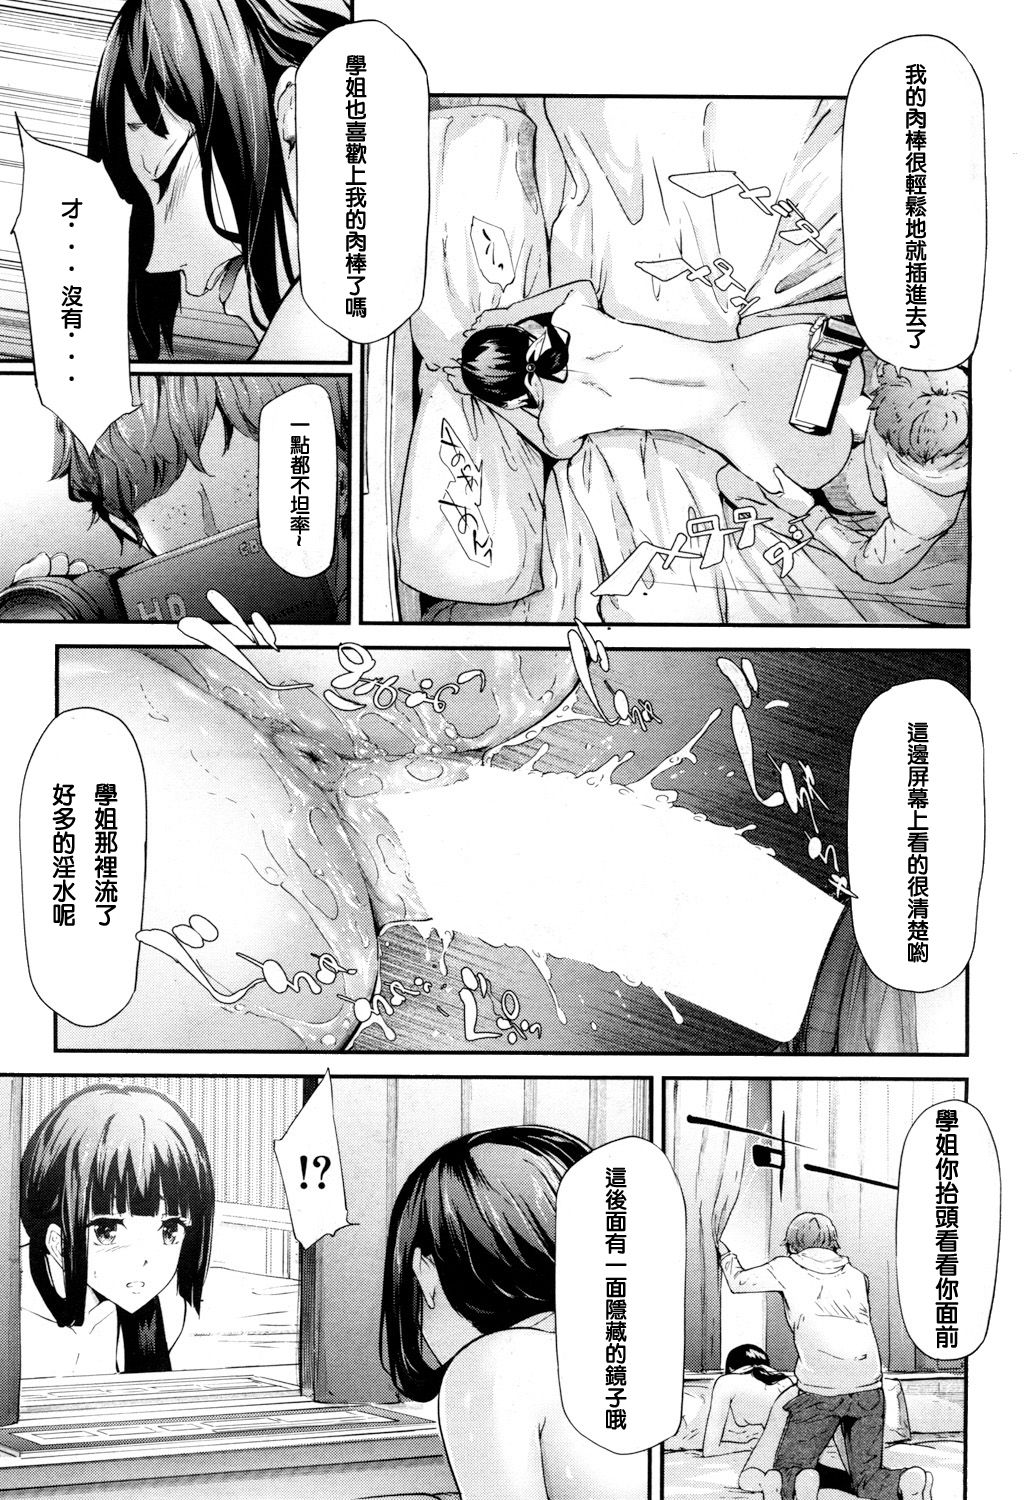 我的肉棒很輕鬆地就插進去了
學姐也喜歡上我的肉棒了嗎
才．．．沒有．．．
一點都不坦率~
HD
這邊屏幕上看的很清楚喲
學姐那裡流了
好多的淫水呢
學姐你抬頭看看你面前
這後面有一面隱藏的鏡子哦
!?